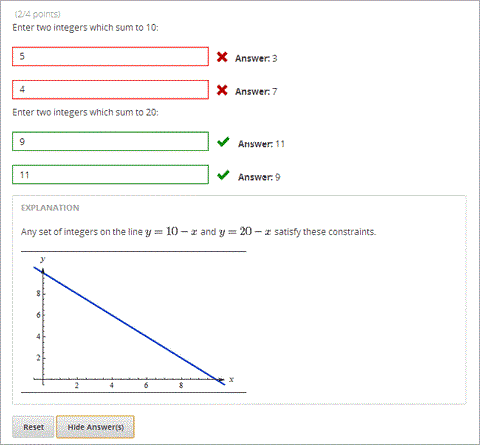 (2/4 points)
Enter two integers which sum to 10:
5 Answer: 3
4 Answer: 7
Enter two integers which sum to 20:
9 Answer: 11
11 Answer: 9
EXPLANATION
Any set of integers on the line y = 10 − x and y = 20 − x satisfy these constraints.
y
8
6
4
2
2 4 6 8 x
Reset Hide Answer(s)